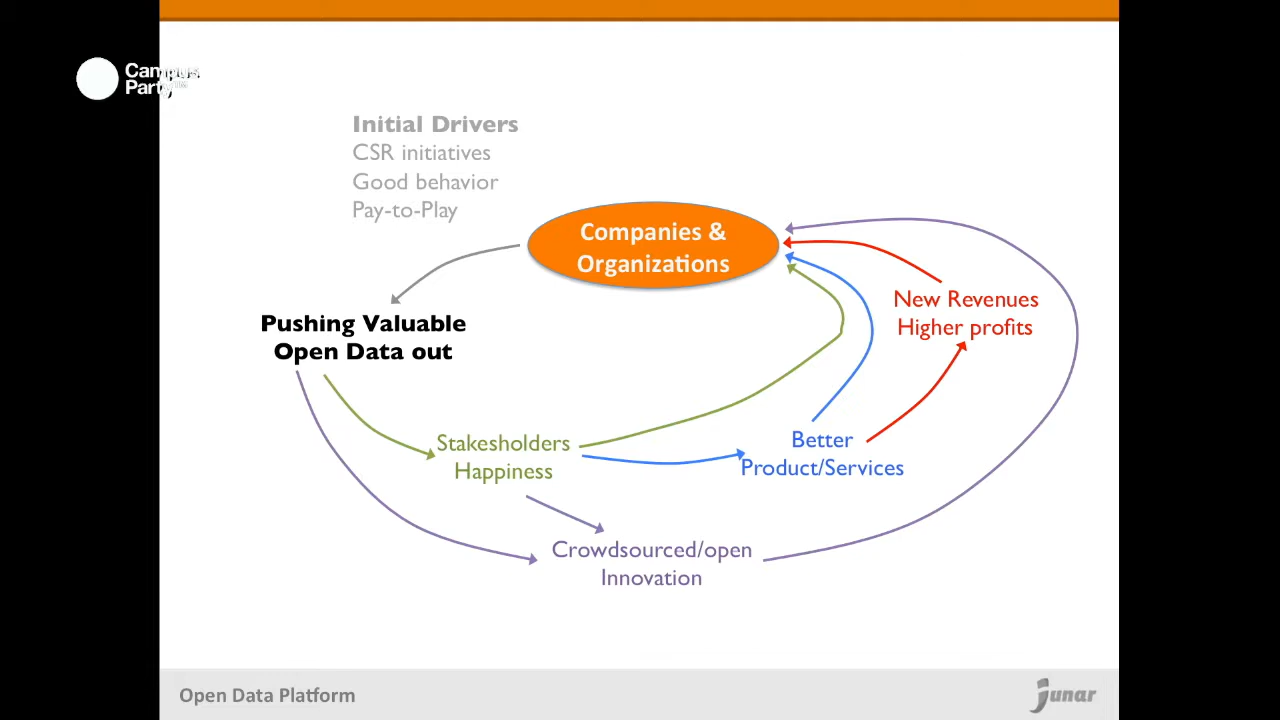 Campus
Party
Initial Drivers
CSR initiatives
Good behavior
Pay-to-Play
Companies &
Organizations
Pushing Valuable
Open Data out
New Revenues
Higher profits
Stakesholders
Happiness
Better
Product/Services
Crowdsourced/open
Innovation
Open Data Platform
junar